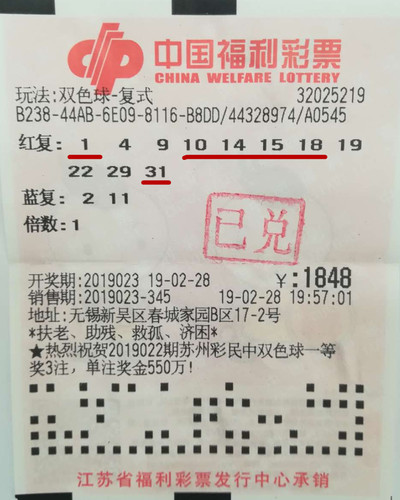 中国福利彩票
CHINA WELFARE LOTTERY
玩法:双色球-复式 32025219
B238-44AB-6E09-8116-B8DD/44328974/A0545
红复: 1 4 9 10 14 15 18 19
22 29 31
蓝复: 2 11
倍数:1
已兑
开奖期:2019023 19-02-28 ¥:1848
销售期:2019023-345 19-02-28 19:57:01
地址:无锡新吴区春城家园B区17-2号
*扶老、助残、救孤、济困*
★热烈祝贺2019022期苏州彩民中双色球一等
奖3注，单注奖金550万!
江苏省福利彩票发行中心承销